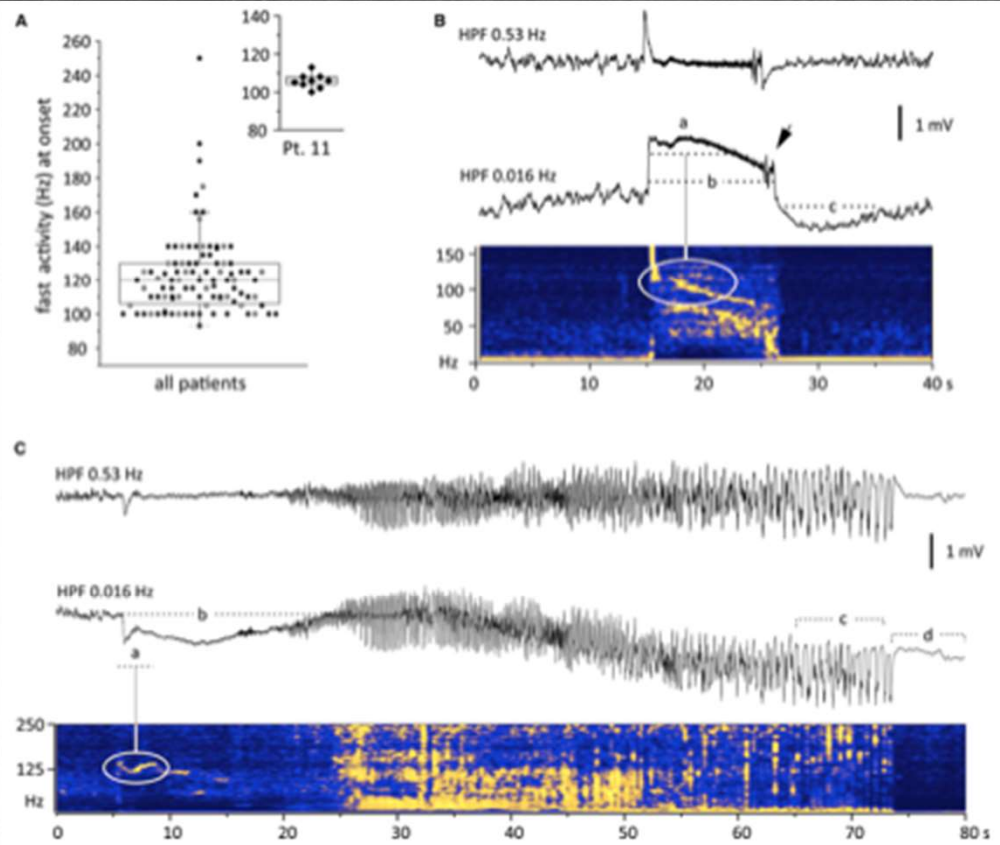 A
fast activity (Hz) at onset
260
240
220
200
180
160
140
120
100
80
all patients
140
120
100
80
Pt. 11
B
HPF 0.53 Hz
1 mV
a
HPF 0.016 Hz
b
c
150
100
50
Hz
0 10 20 30 40 s
C
HPF 0.53 Hz
1 mV
HPF 0.016 Hz
b
c
d
a
250
125
Hz
0 10 20 30 40 50 60 70 80 s